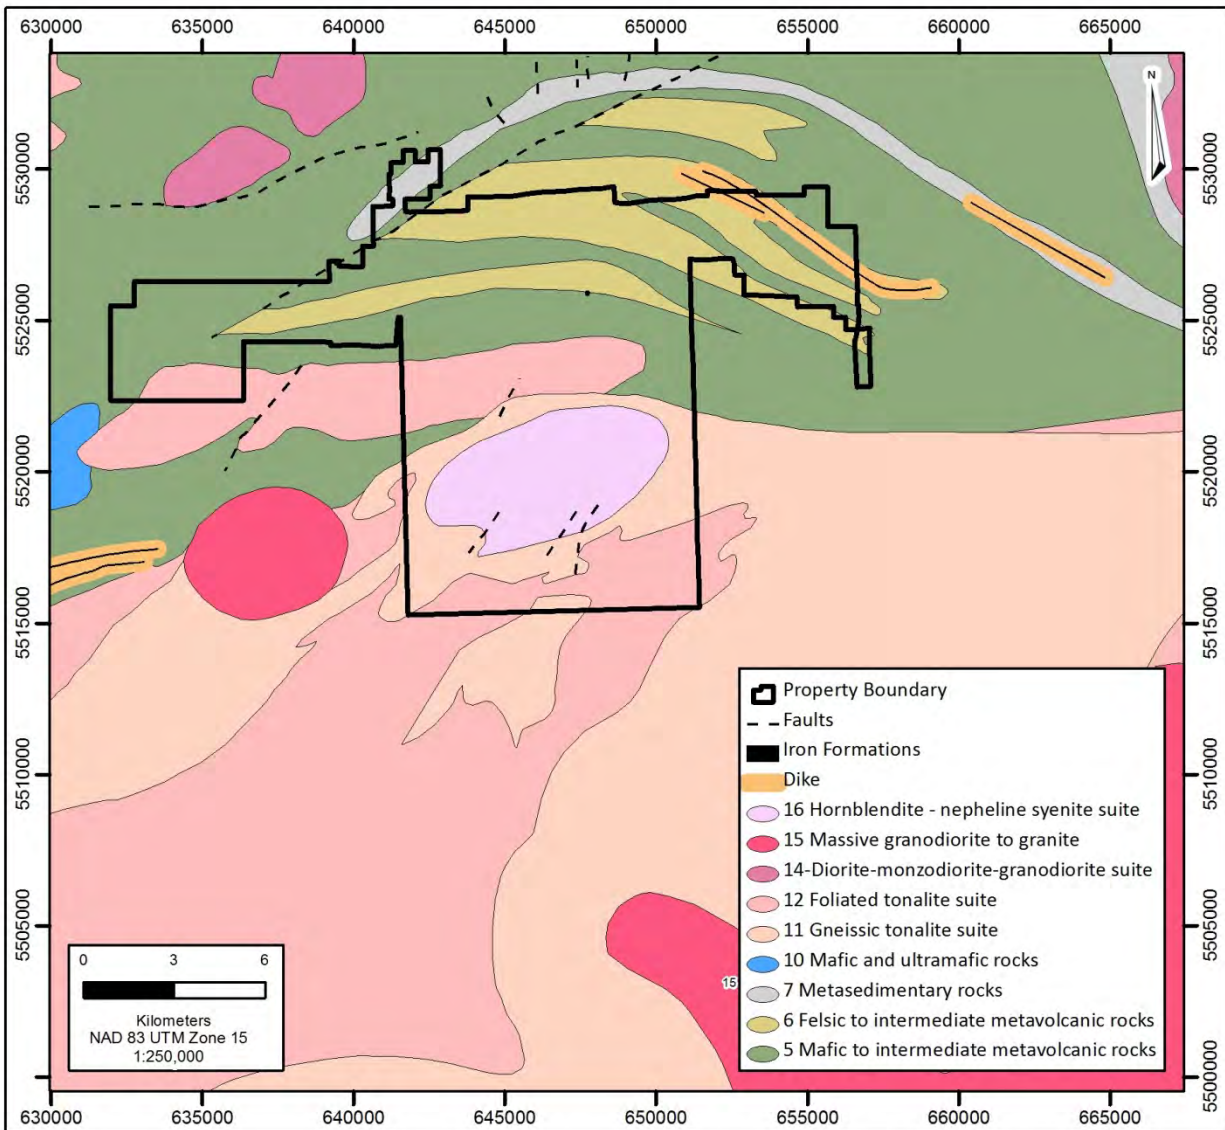 630000 635000 640000 645000 650000 655000 660000 665000
N
5530000 5530000
5525000 5525000
5520000 5520000
5515000 5515000
5510000 5510000
5505000 5505000
5500000
Property Boundary
Faults
Iron Formations
Dike
16 Hornblendite - nepheline syenite suite
15 Massive granodiorite to granite
14-Diorite-monzodiorite-granodiorite suite
12 Foliated tonalite suite
11 Gneissic tonalite suite
10 Mafic and ultramafic rocks
15
7 Metasedimentary rocks
6 Felsic to intermediate metavolcanic rocks
5 Mafic to intermediate metavolcanic rocks
0 3 6
Kilometers
NAD 83 UTM Zone 15
1:250,000
630000 635000 640000 645000 650000 655000 660000 665000